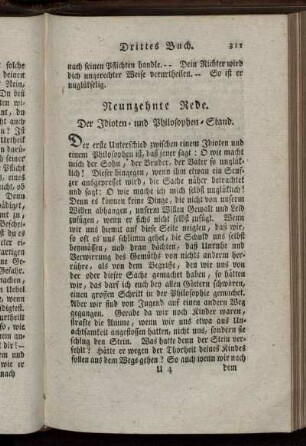 Drittes Buch. 311
nach seinen Pflichten handle. -- Dein Richter wird
dich ungerechter Weise verurtheilen. -- So ist er
unglükselig.
Neunzehnte Rede.
Der Idioten- und Philosophen-Stand.
Der erste Unterschied zwischen einem Idioten und
einem Philosophen ist, daß jener sagt: O wie macht
mich der Sohn, der Bruder, der Vater so unglük-
lich! Dieser hingegen, wenn ihm etwan ein Seuf-
zer ausgepresset wird, die Sache näher betrachtet
und sagt: O wie mache ich mich selbst unglüklich!
Denn es können keine Dinge, die nicht von unserm
Willen abhangen, unserm Willen Gewalt und Leid
zufügen, wenn er sichs nicht selbst zufügt. Wenn
wir uns hiemit auf diese Seite neigten, daß wir,
so oft es uns schlimm gehet, die Schuld uns selbst
beymässen, und dran dächten, daß Unruhe und
Verwirrung des Gemüths von nichts anderm her-
rühre, als von dem Begriffe, den wir uns von
der oder dieser Sache gemachet haben, so hätten
wir, das darf ich euch bey allen Göttern schwören,
einen grossen Schritt in der Philosophie gemachet.
Aber wir sind von Jugend auf einen andern Weg
gegangen. Gerade da wir noch Kinder waren,
strafte die Amme, wenn wir uns etwa aus Un-
achtsamkeit angestossen hatten, nicht uns, sondern sie
schlug den Stein. Was hatte denn der Stein ver-
fehlt? Hätte er wegen der Thorheit deines Kindes
sollen aus dem Wege gehen? So auch wenn wir nach
U 4 dem